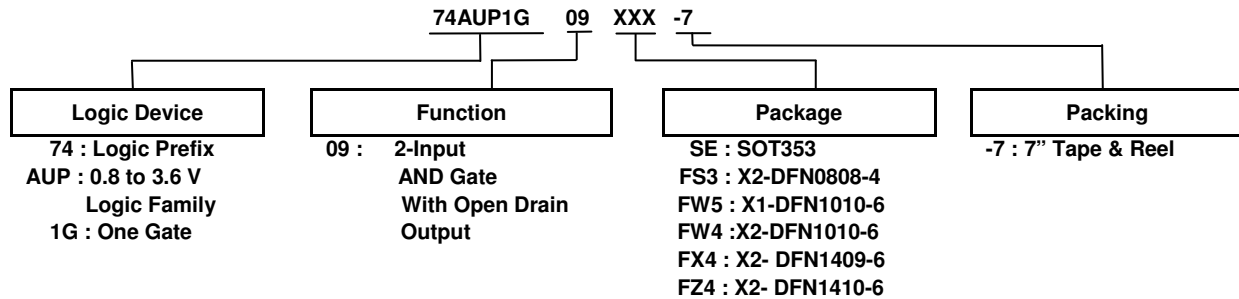 74AUP1G 09 XXX -7
Logic Device
74 : Logic Prefix
AUP : 0.8 to 3.6 V
Logic Family
1G : One Gate
Function
09 : 2-Input
AND Gate
With Open Drain
Output
Package
SE : SOT353
FS3 : X2-DFN0808-4
FW5 : X1-DFN1010-6
FW4 :X2-DFN1010-6
FX4 : X2- DFN1409-6
FZ4 : X2- DFN1410-6
Packing
-7 : 7” Tape & Reel